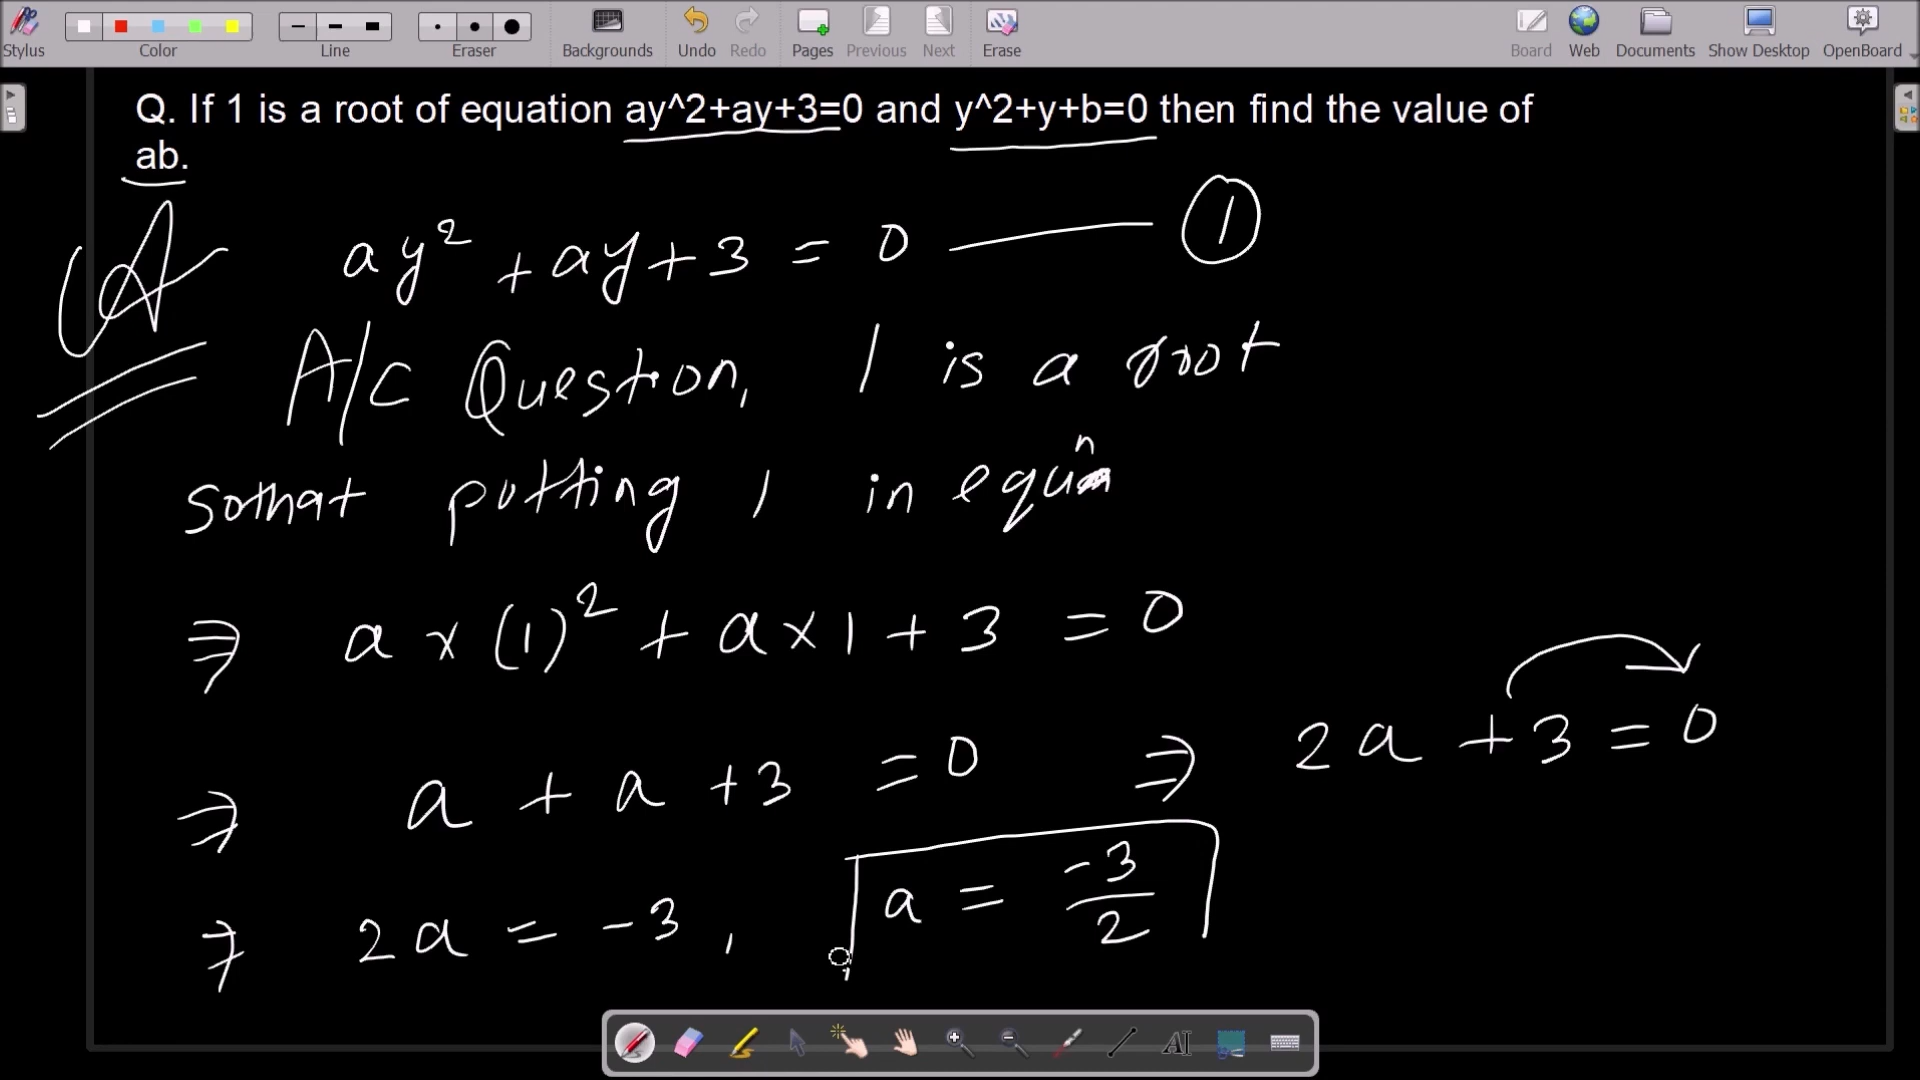 Stylus Color Line Eraser Backgrounds Undo Redo Pages Previous Next Erase Board Web Documents Show Desktop OpenBoard
Q. If 1 is a root of equation ay^2+ay+3=0 and y^2+y+b=0 then find the value of
ab.
(A
ay² + ay + 3 = 0 ——— ①
A/c Question, 1 is a root
sothat putting 1 in equⁿ
⇒ a × (1)² + a × 1 + 3 = 0
⇒ a + a + 3 = 0 ⇒ 2a + 3 = 0
⇒ 2a = -3, a = -3/2
AI